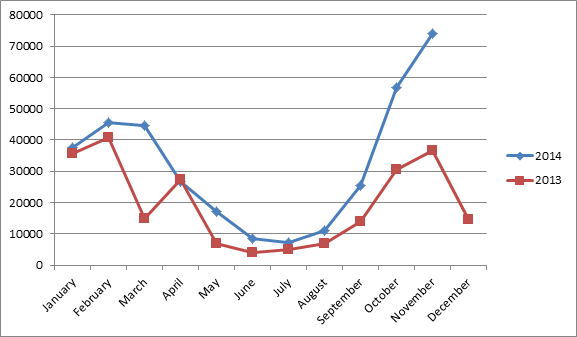 80000
70000
60000
50000
40000
30000
20000
10000
0
January
February
March
April
May
June
July
August
September
October
November
December
2014
2013